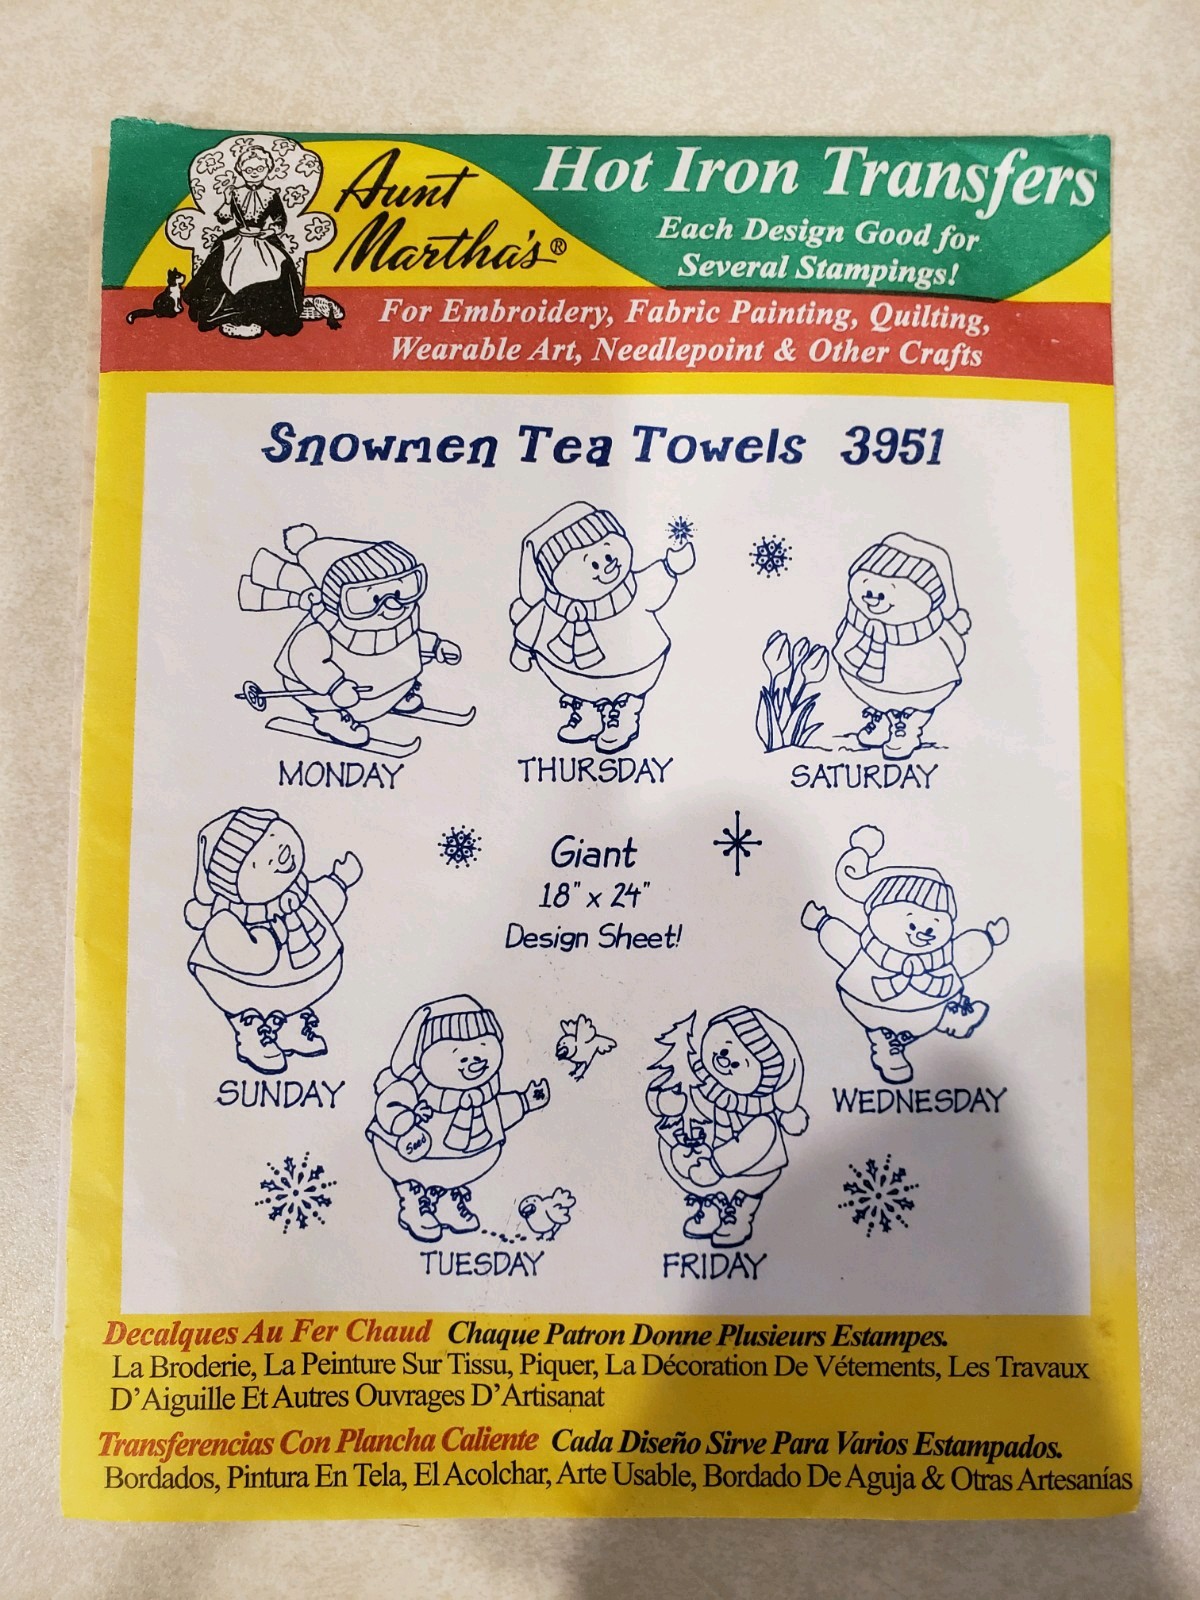 Aunt
Martha's®
Hot Iron Transfers
Each Design Good for
Several Stampings!
For Embroidery, Fabric Painting, Quilting,
Wearable Art, Needlepoint & Other Crafts
Snowmen Tea Towels 3951
MONDAY
THURSDAY
SATURDAY
Giant
18" x 24"
Design Sheet!
SUNDAY
WEDNESDAY
Seed
TUESDAY
FRIDAY
Decalques Au Fer Chaud Chaque Patron Donne Plusieurs Estampes.
La Broderie, La Peinture Sur Tissu, Piquer, La Décoration De Vétements, Les Travaux
D'Aiguille Et Autres Ouvrages D'Artisanat
Transferencias Con Plancha Caliente Cada Diseño Sirve Para Varios Estampados.
Bordados, Pintura En Tela, El Acolchar, Arte Usable, Bordado De Aguja & Otras Artesanías